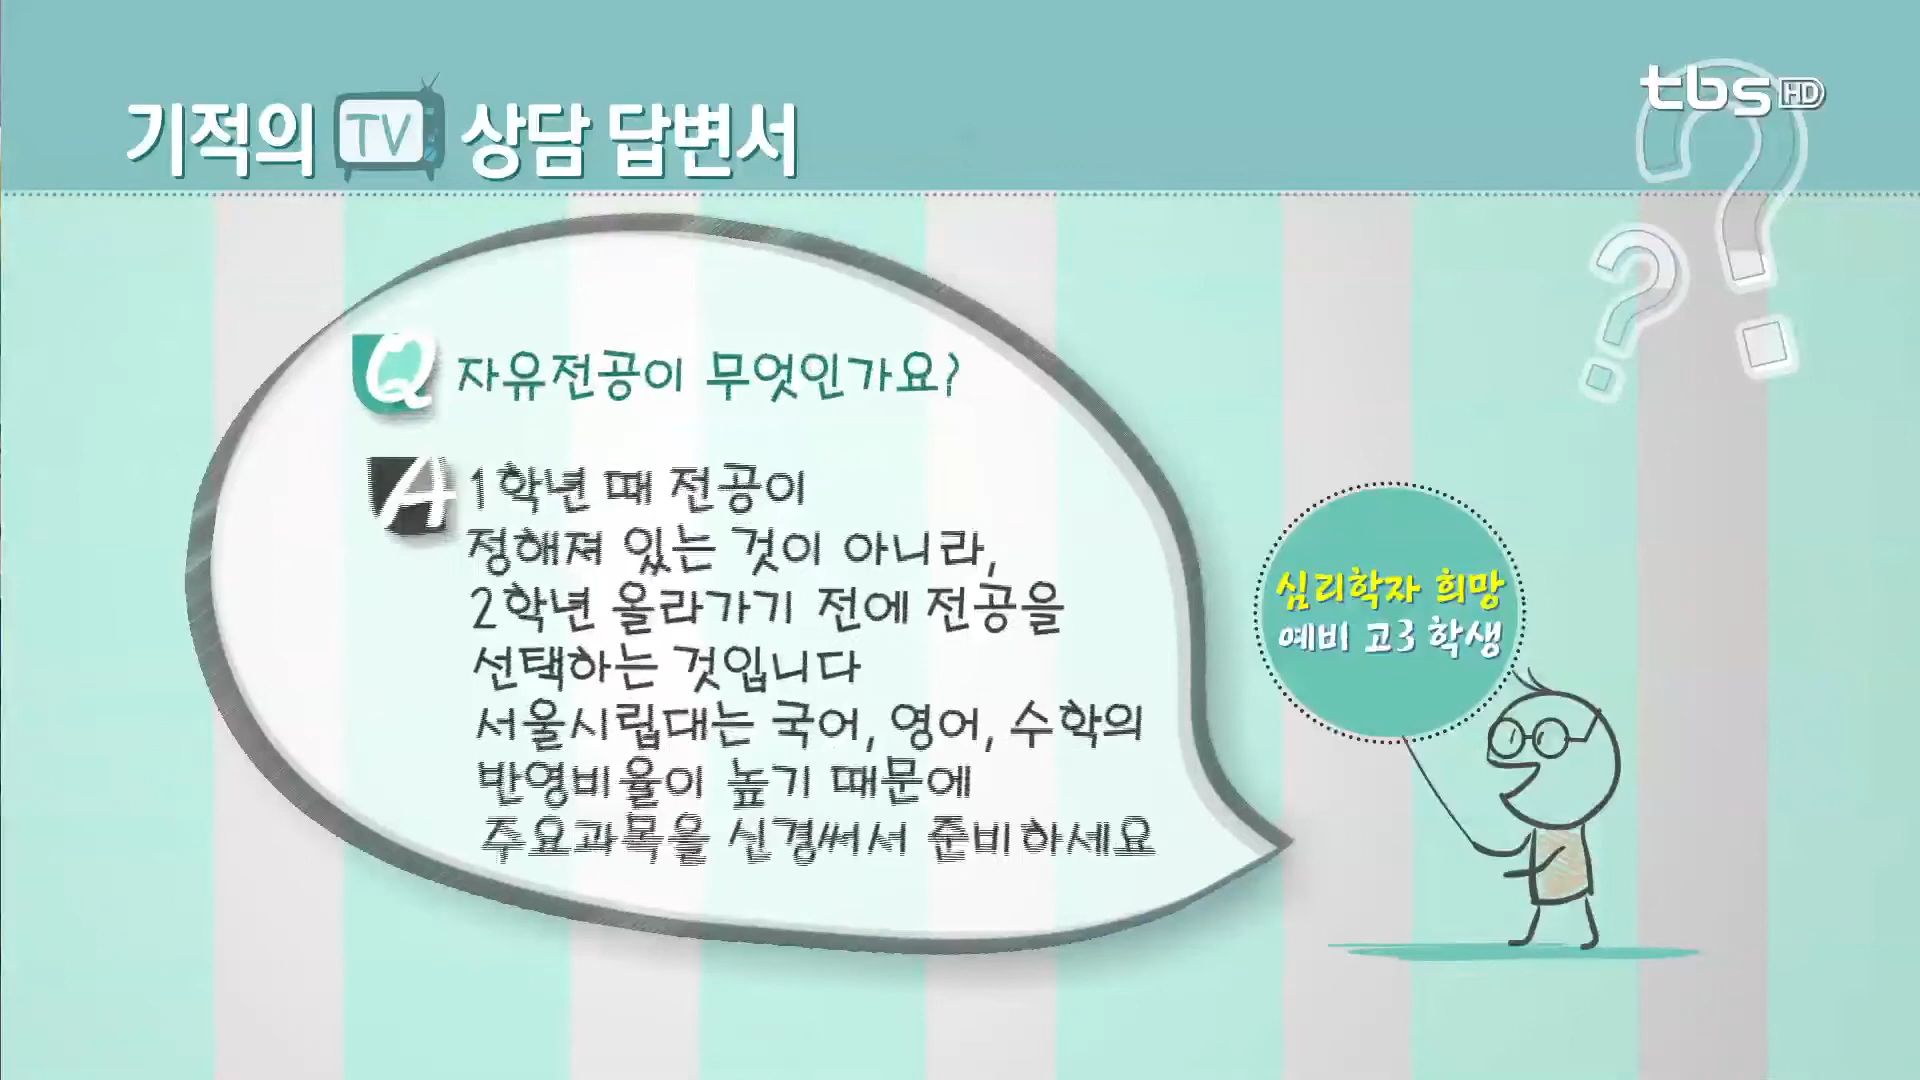 기적의 TV 상담 답변서
tbs HD
Q 자유전공이 무엇인가요?
A 1학년 때 전공이
정해져 있는 것이 아니라,
2학년 올라가기 전에 전공을
선택하는 것입니다
서울시립대는 국어, 영어, 수학의
반영비율이 높기 때문에
주요과목을 신경써서 준비하세요
심리학자 희망
예비 고3 학생